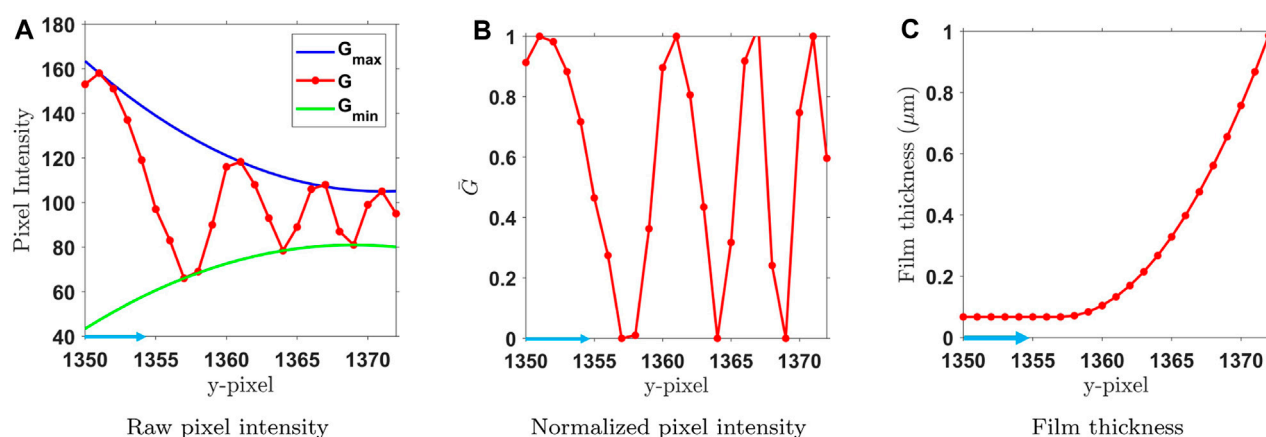 A
Pixel Intensity
180
160
140
120
100
80
60
40
G max
G
G min
1350 1355 1360 1365 1370
y-pixel
Raw pixel intensity
B
Ḡ
1
0.8
0.6
0.4
0.2
0
1350 1355 1360 1365 1370
y-pixel
Normalized pixel intensity
C
Film thickness (μm)
1
0.8
0.6
0.4
0.2
0
1350 1355 1360 1365 1370
y-pixel
Film thickness